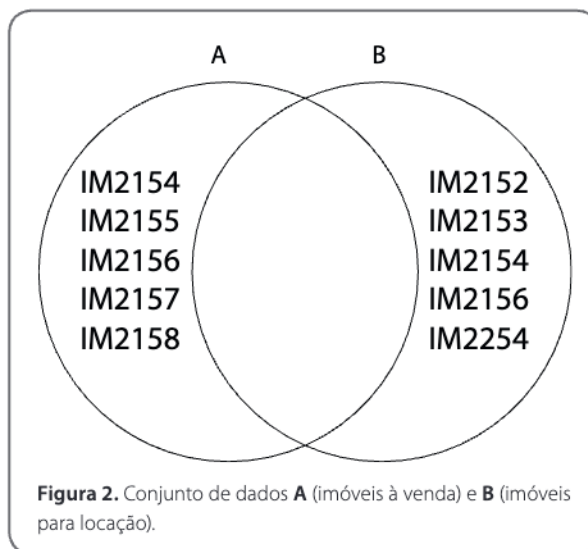 A B
IM2154 IM2152
IM2155 IM2153
IM2156 IM2154
IM2157 IM2156
IM2158 IM2254
Figura 2. Conjunto de dados A (imóveis à venda) e B (imóveis
para locação).